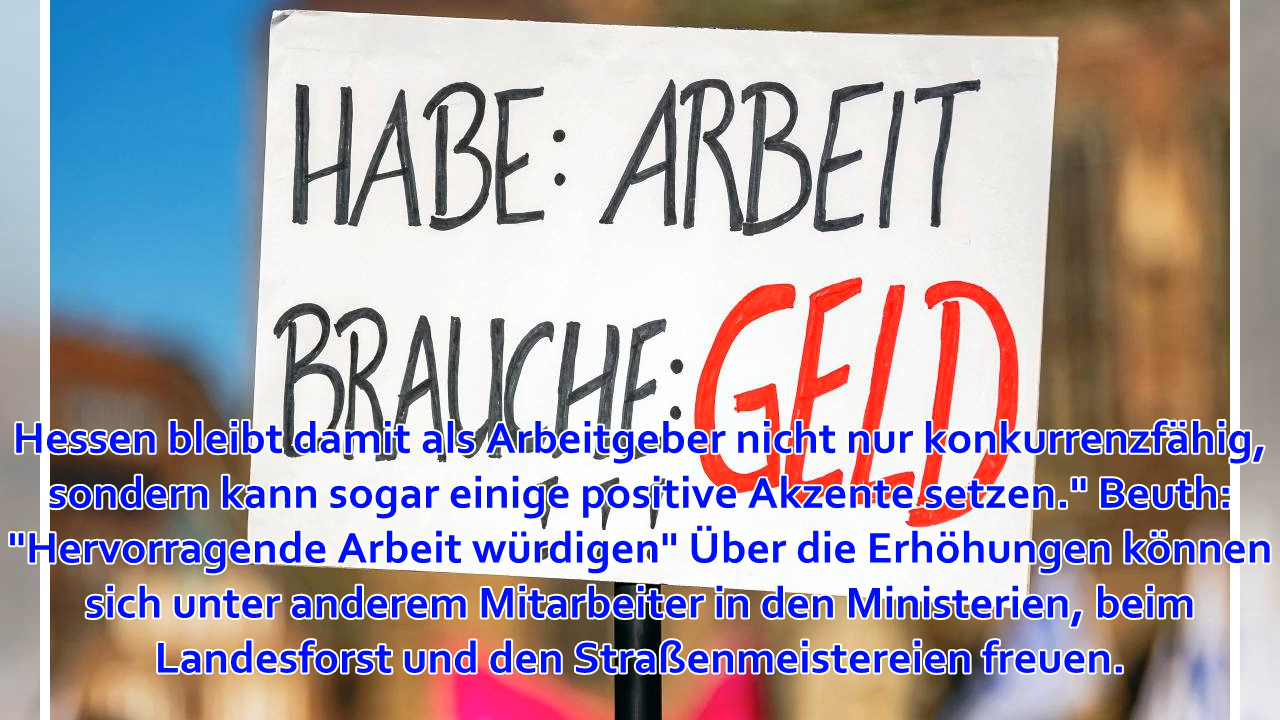 HABE: ARBEIT
BRAUCHE: GELD
!!!
Hessen bleibt damit als Arbeitgeber nicht nur konkurrenzfähig,
sondern kann sogar einige positive Akzente setzen." Beuth:
"Hervorragende Arbeit würdigen" Über die Erhöhungen können
sich unter anderem Mitarbeiter in den Ministerien, beim
Landesforst und den Straßenmeistereien freuen.